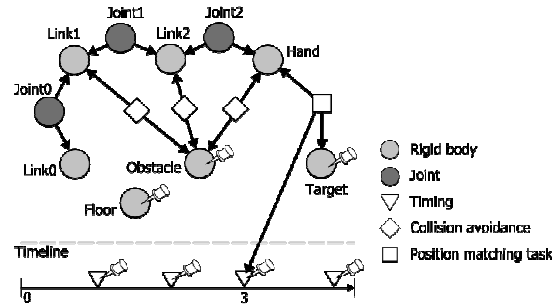 Joint1
Joint2
Link1
Link2
Hand
Joint0
Link0
Obstacle
Target
Floor
Rigid body
Joint
Timing
Collision avoidance
Position matching task
Timeline
0
3